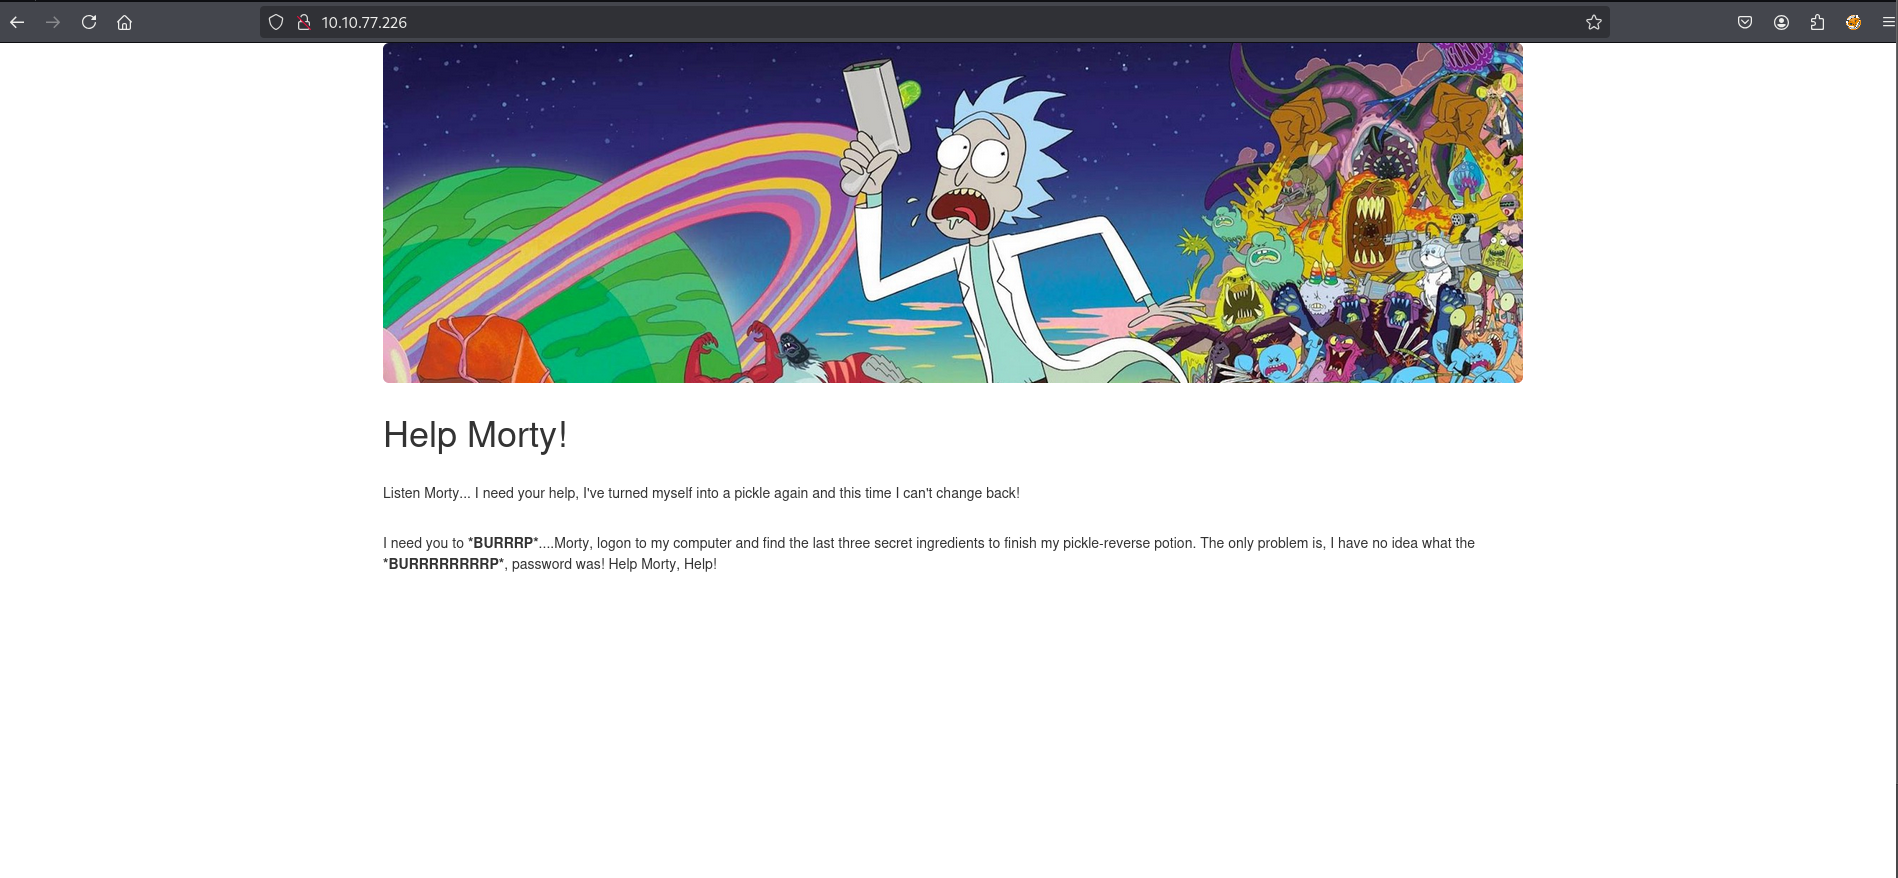 10.10.77.226
Help Morty!
Listen Morty... I need your help, I've turned myself into a pickle again and this time I can't change back!
I need you to *BURRRP*....Morty, logon to my computer and find the last three secret ingredients to finish my pickle-reverse potion. The only problem is, I have no idea what the
*BURRRRRRRRP*, password was! Help Morty, Help!